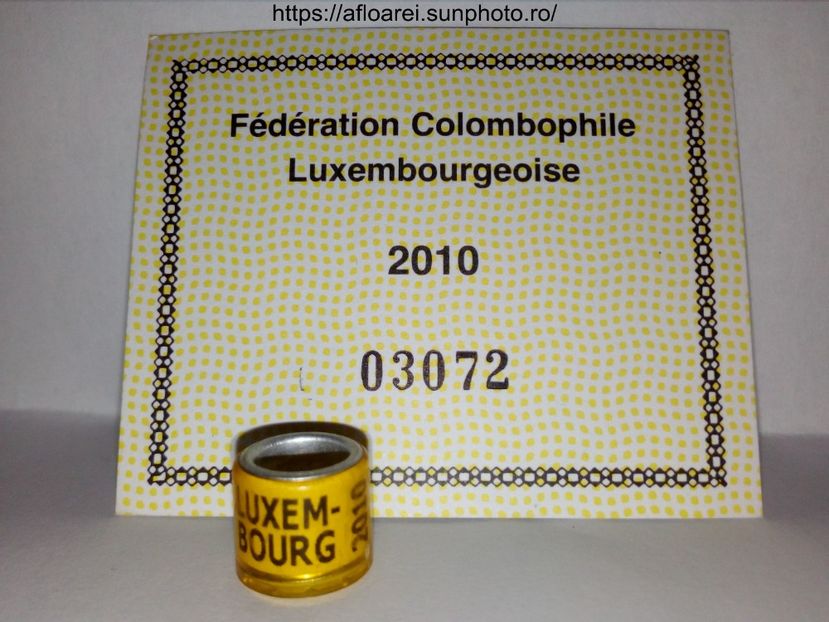 https://afloarei.sunphoto.ro/
Fédération Colombophile
Luxembourgeoise
2010
03072
LUXEM-
BOURG
2010